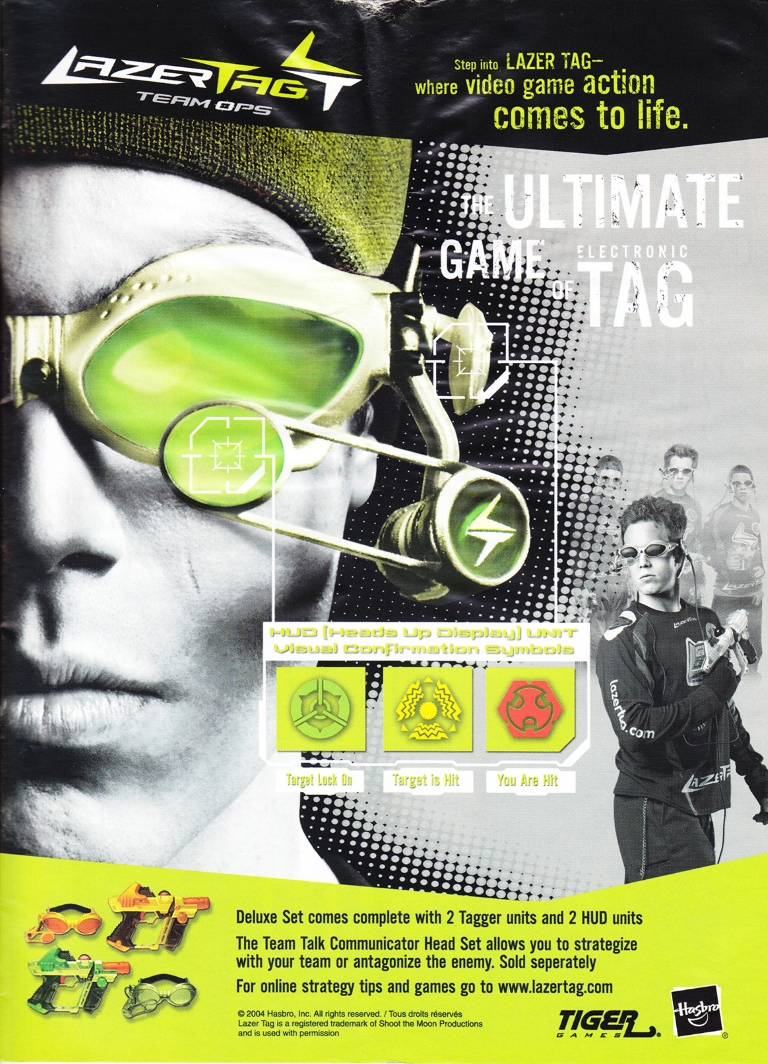 LAZER TAG
TEAM OPS
Step into LAZER TAG–
where video game action
comes to life.
THE ULTIMATE
GAME OF ELECTRONIC TAG
HUD [Heads Up Display] UNIT
Visual Confirmation Symbols
Target Lock On
Target is Hit
You Are Hit
lazertag.com
Deluxe Set comes complete with 2 Tagger units and 2 HUD units
The Team Talk Communicator Head Set allows you to strategize
with your team or antagonize the enemy. Sold seperately
For online strategy tips and games go to www.lazertag.com
© 2004 Hasbro, Inc. All rights reserved. / Tous droits réservés
Lazer Tag is a registered trademark of Shoot the Moon Productions
and is used with permission
TIGER
GAMES
Hasbro